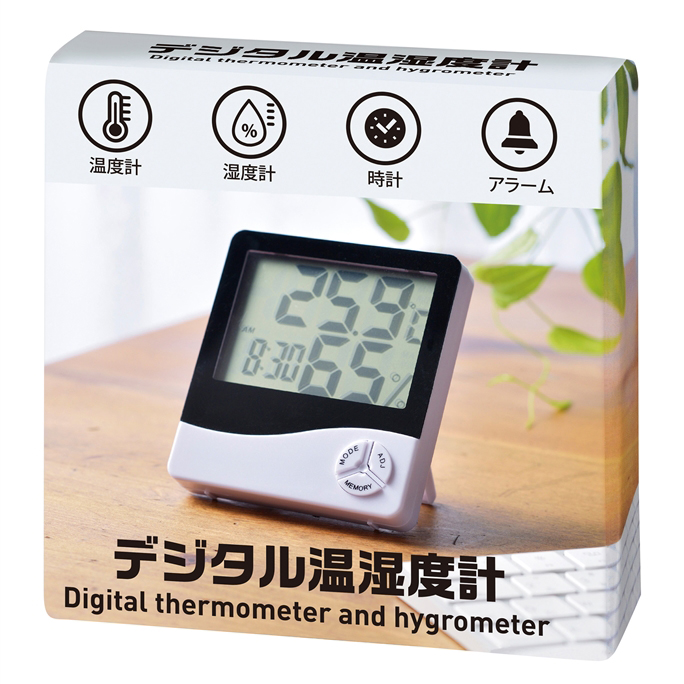 デジタル温湿度計
Digital thermometer and hygrometer
%
温度計
湿度計
時計
アラーム
25.9℃
AM
8:30
65%
MODE
ADJ
MEMORY
デジタル温湿度計
Digital thermometer and hygrometer